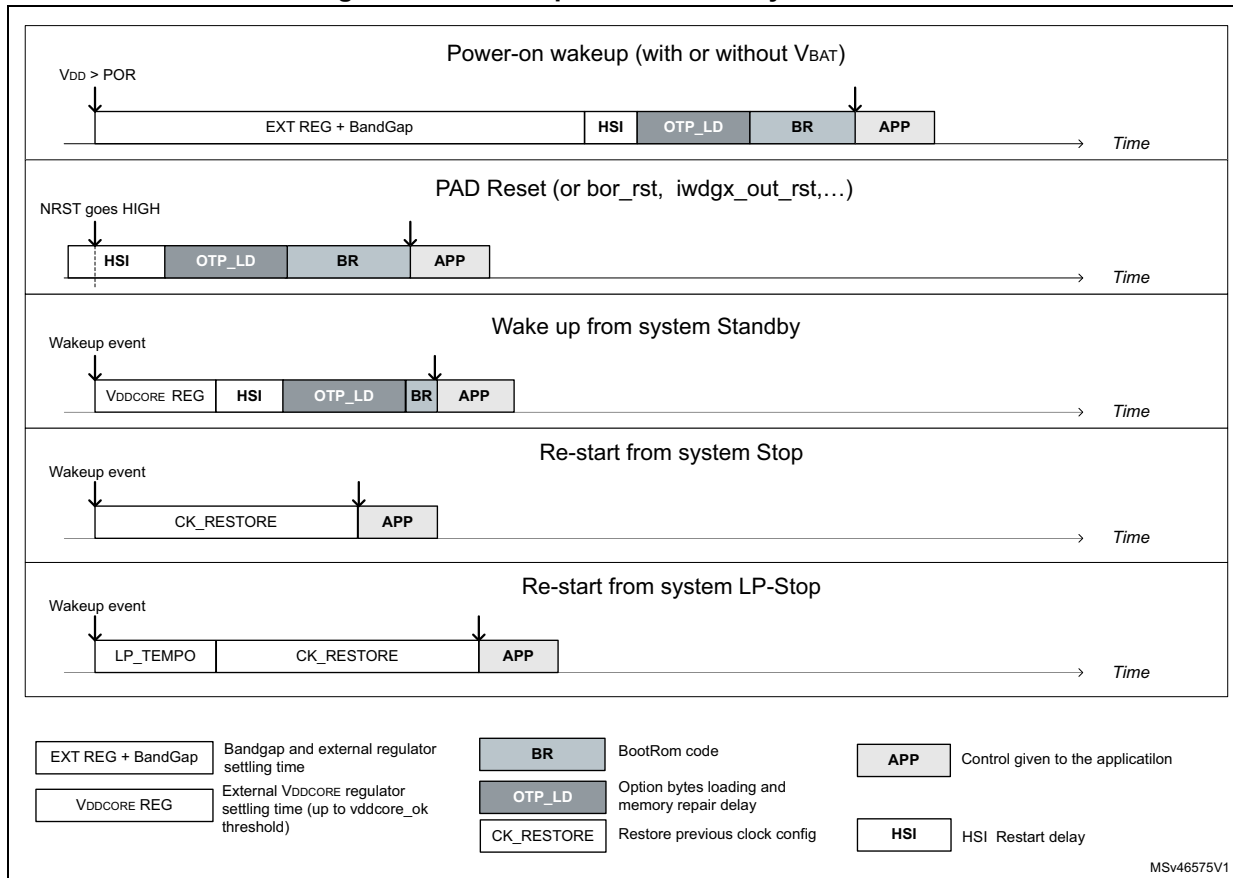 Power-on wakeup (with or without VBAT)
VDD > POR
EXT REG + BandGap HSI OTP_LD BR APP
Time
PAD Reset (or bor_rst, iwdgx_out_rst,…)
NRST goes HIGH
HSI OTP_LD BR APP
Time
Wake up from system Standby
Wakeup event
VDDCORE REG HSI OTP_LD BR APP
Time
Re-start from system Stop
Wakeup event
CK_RESTORE APP
Time
Re-start from system LP-Stop
Wakeup event
LP_TEMPO CK_RESTORE APP
Time
EXT REG + BandGap
Bandgap and external regulator
settling time
VDDCORE REG
External VDDCORE regulator
settling time (up to vddcore_ok
threshold)
BR BootRom code
OTP_LD
Option bytes loading and
memory repair delay
CK_RESTORE Restore previous clock config
APP Control given to the applicatilon
HSI HSI Restart delay
MSv46575V1